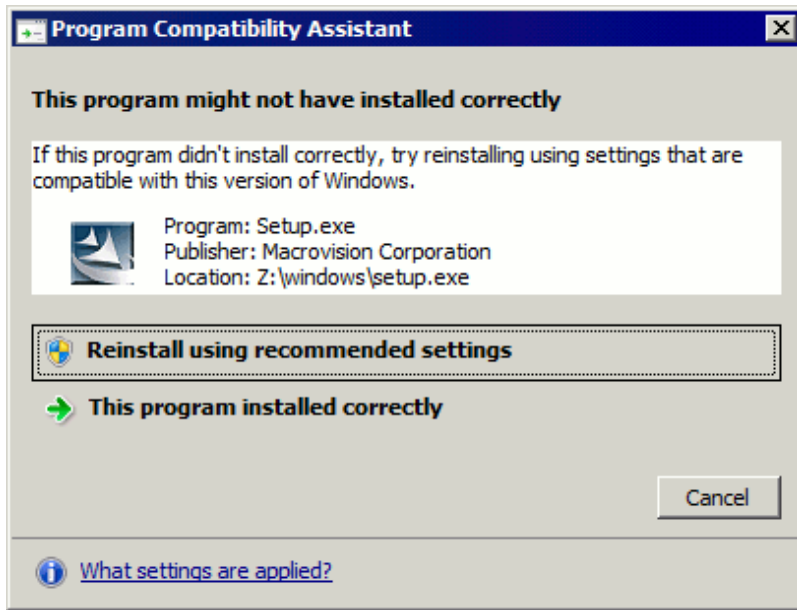 Program Compatibility Assistant
This program might not have installed correctly
If this program didn't install correctly, try reinstalling using settings that are
compatible with this version of Windows.
Program: Setup.exe
Publisher: Macrovision Corporation
Location: Z:\windows\setup.exe
Reinstall using recommended settings
This program installed correctly
Cancel
What settings are applied?